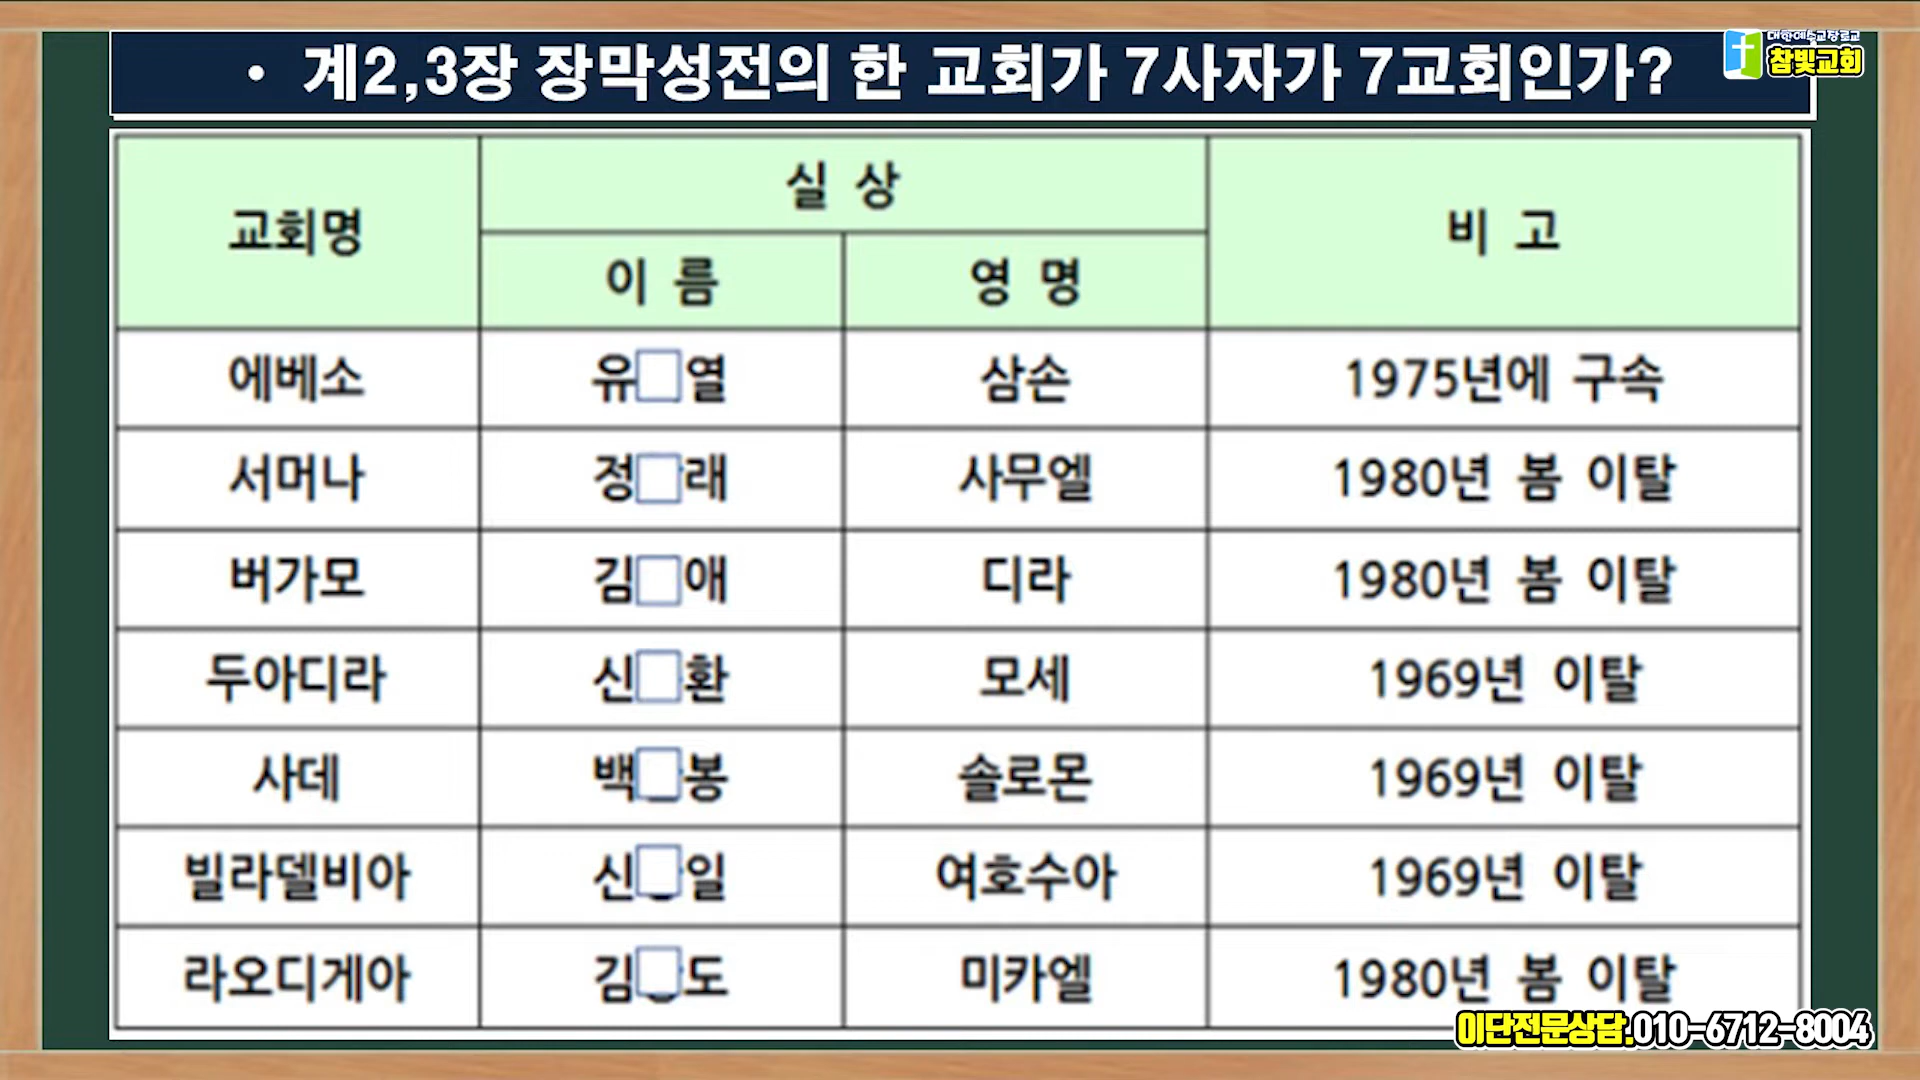 • 계2,3장 장막성전의 한 교회가 7사자가 7교회인가?
대한예수교장로교
참빛교회
교회명 실 상 비 고
이 름 영 명
에베소 유 열 삼손 1975년에 구속
서머나 정 래 사무엘 1980년 봄 이탈
버가모 김 애 디라 1980년 봄 이탈
두아디라 신 환 모세 1969년 이탈
사데 백 봉 솔로몬 1969년 이탈
빌라델비아 신 일 여호수아 1969년 이탈
라오디게아 김 도 미카엘 1980년 봄 이탈
이단전문상담.010-6712-8004